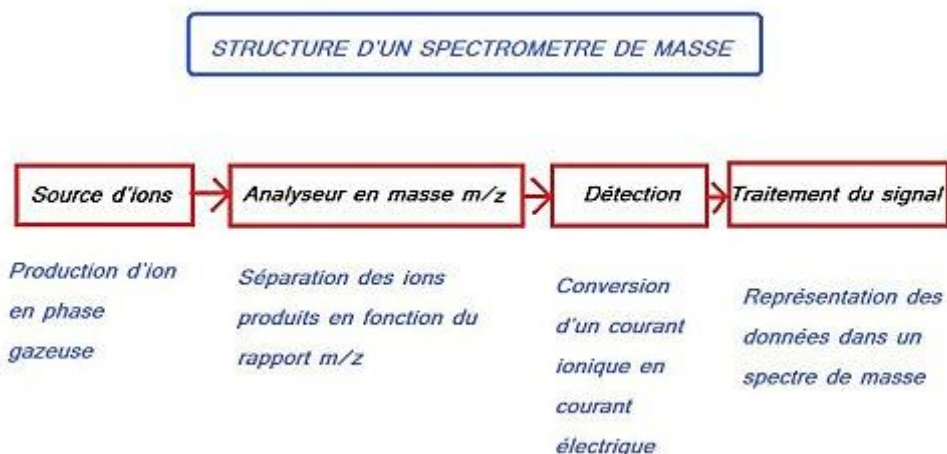 STRUCTURE D'UN SPECTROMETRE DE MASSE
Source d'ions
Analyseur en masse m/z
Détection
Traitement du signal
Production d'ion
en phase
gazeuse
Séparation des ions
produits en fonction du
rapport m/z
Conversion
d'un courant
ionique en
courant
électrique
Représentation des
données dans un
spectre de masse